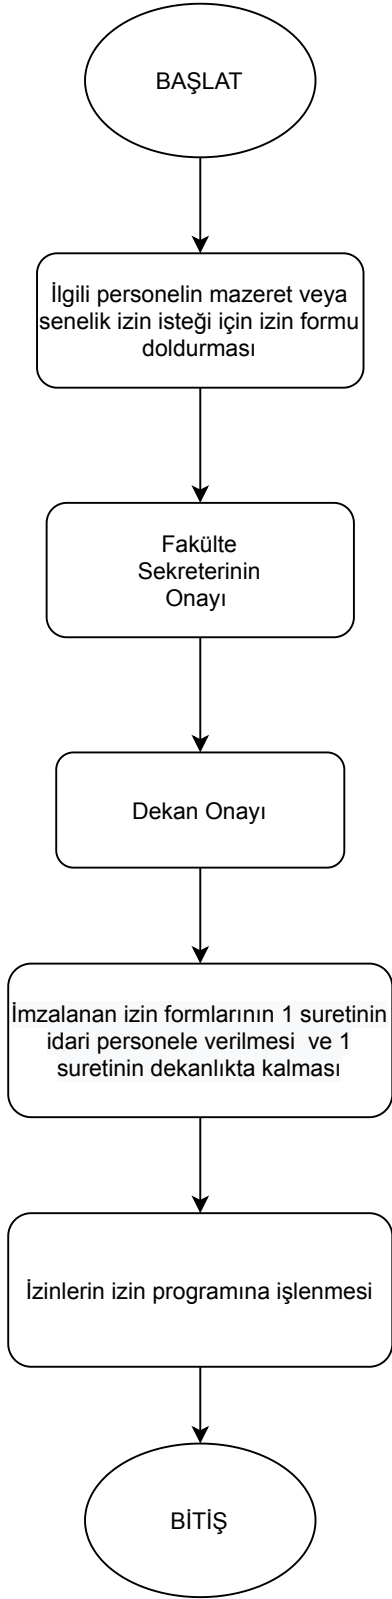 BAŞLAT
İlgili personelin mazeret veya
senelik izin isteği için izin formu
doldurması
Fakülte
Sekreterinin
Onayı
Dekan Onayı
İmzalanan izin formlarının 1 suretinin
idari personele verilmesi  ve 1
suretinin dekanlıkta kalması
İzinlerin izin programına işlenmesi
BİTİŞ